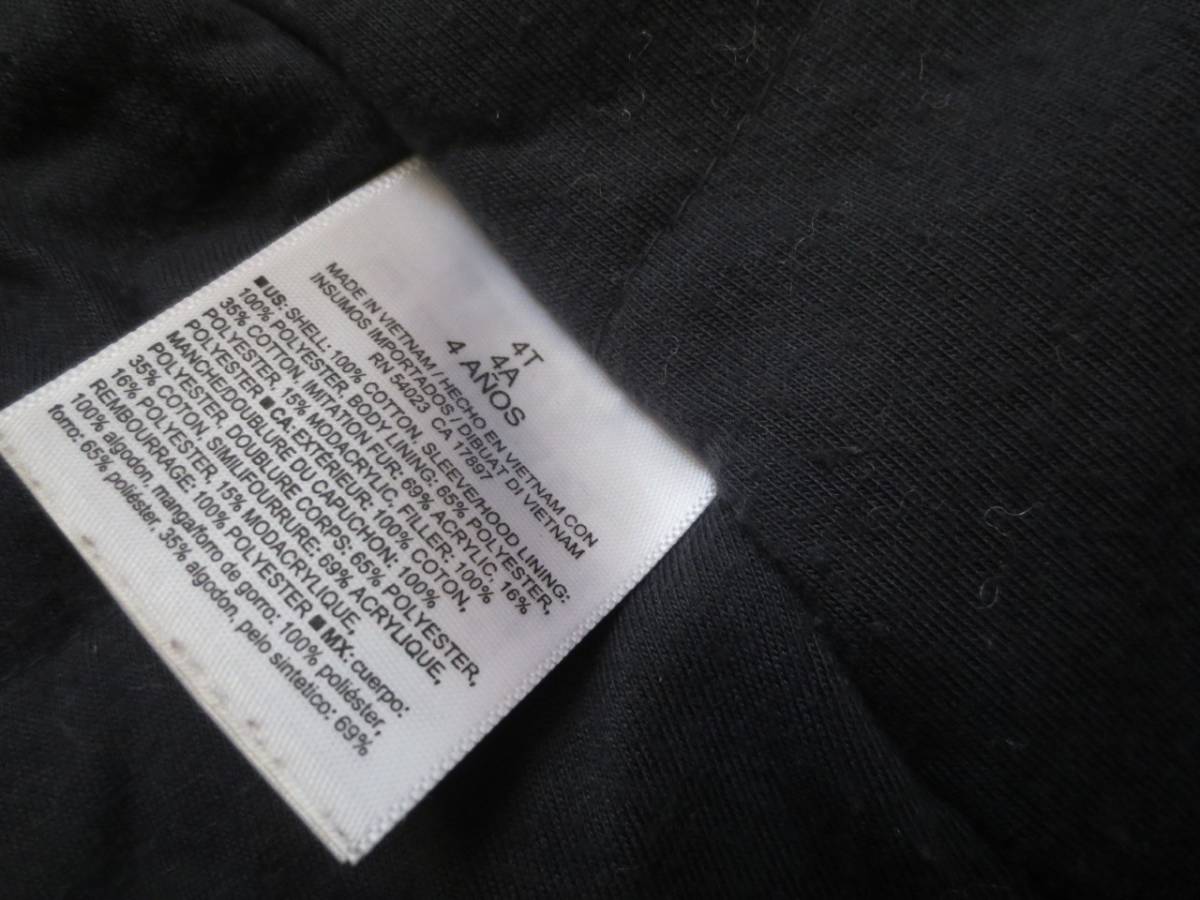 4T
4A
4 AÑOS
MADE IN VIETNAM / HECHO EN VIETNAM CON
INSUMOS IMPORTADOS / DIBUAT DI VIETNAM
RN 54023 CA 17897
■US: SHELL: 100% COTTON, SLEEVE/HOOD LINING:
100% POLYESTER, BODY LINING: 65% POLYESTER,
35% COTTON, IMITATION FUR: 69% ACRYLIC, 16%
POLYESTER, 15% MODACRYLIC, FILLER: 100%
POLYESTER ■CA: EXTÉRIEUR: 100% COTON,
MANCHE/DOUBLURE DU CAPUCHON: 100%
POLYESTER, DOUBLURE CORPS: 65% POLYESTER,
35% COTON, SIMILIFOURRURE: 69% ACRYLIQUE,
16% POLYESTER, 15% MODACRYLIQUE,
REMBOURRAGE: 100% POLYESTER ■MX: cuerpo:
100% algodon, manga/forro de gorro: 100% poliéster,
forro: 65% poliéster, 35% algodon, pelo sintetico: 69%